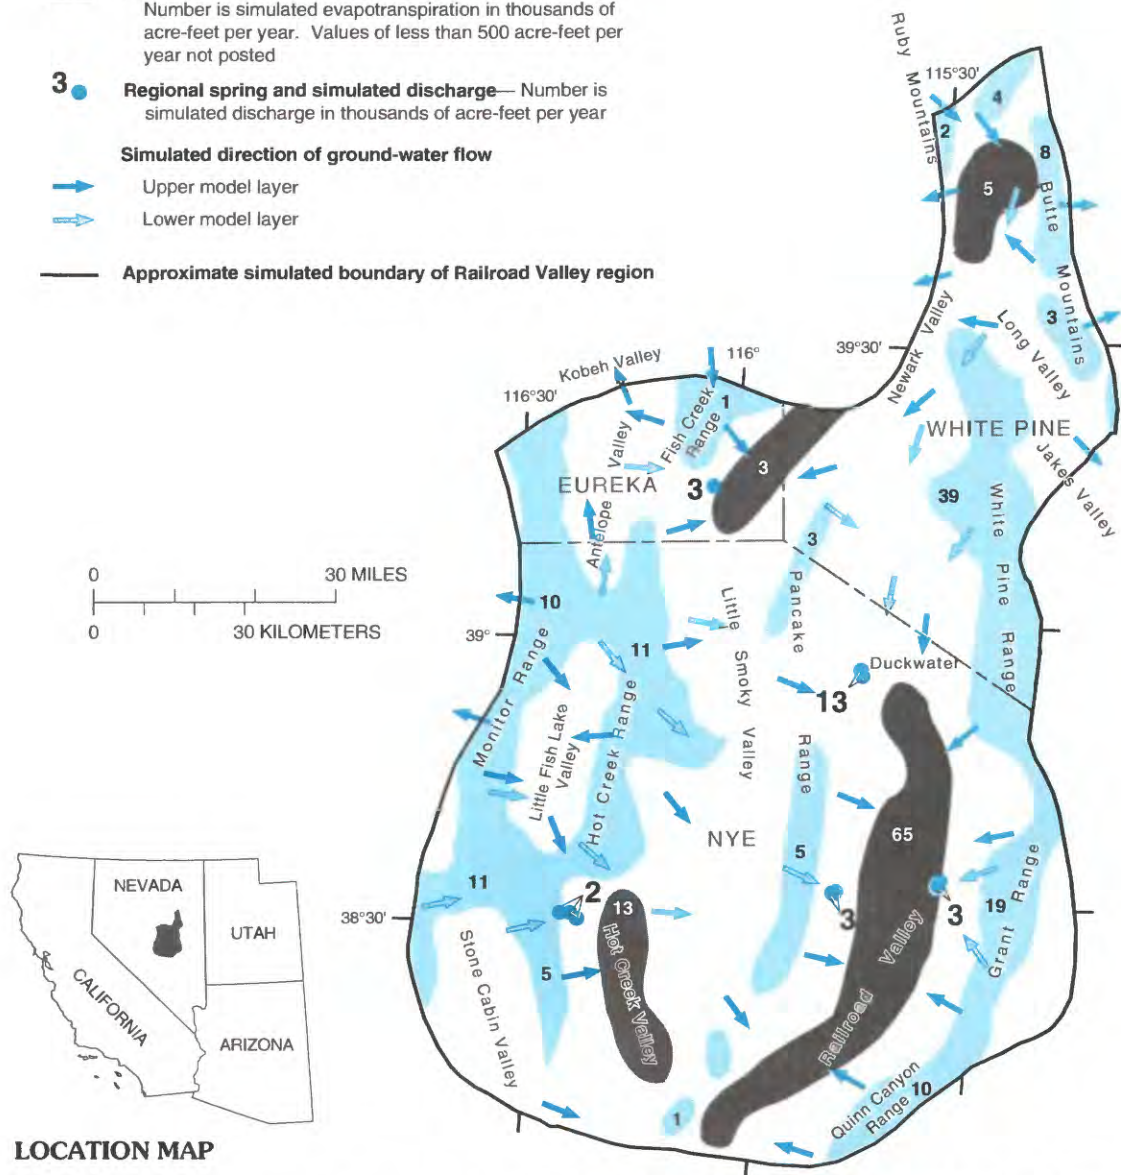 Number is simulated evapotranspiration in thousands of
acre-feet per year. Values of less than 500 acre-feet per
year not posted
3
Regional spring and simulated discharge— Number is
simulated discharge in thousands of acre-feet per year
Simulated direction of ground-water flow
Upper model layer
Lower model layer
Approximate simulated boundary of Railroad Valley region
Ruby Mountains
115°30'
4
2
8
5
Butte Mountains
3
39°30'
Newark Valley
Long Valley
Kobeh Valley
116°
116°30'
1
Fish Creek
Range
WHITE PINE
Jakes Valley
3
3
EUREKA
Antelope Valley
39
White Pine Range
3
Pancake Range
0 30 MILES
0 30 KILOMETERS
10
39°
11
Little Smoky Valley
Duckwater
13
Monitor Range
Little Fish Lake
Valley
Hot Creek Range
NYE
65
5
11
2
13
3
3
19
Grant Range
38°30'
Stone Cabin Valley
5
Hot Creek Valley
Railroad Valley
1
Quinn Canyon
Range
10
NEVADA
UTAH
CALIFORNIA
ARIZONA
LOCATION MAP